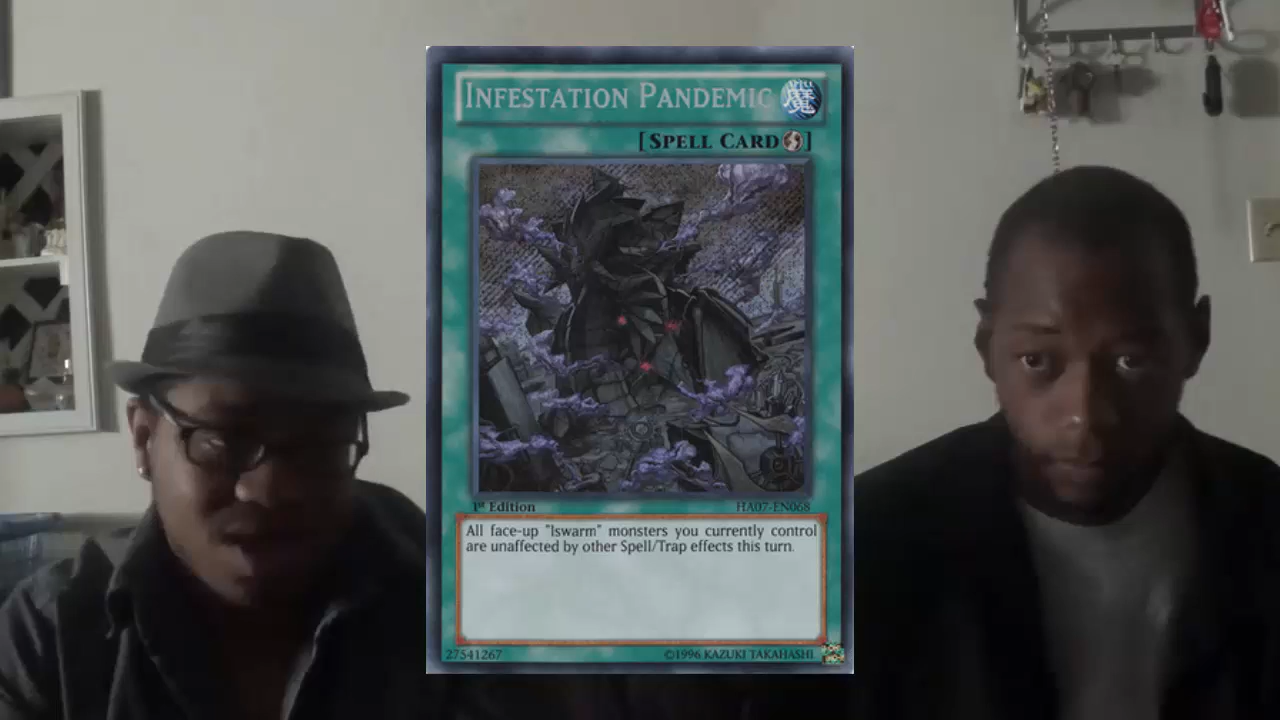 INFESTATION PANDEMIC 魔
[SPELL CARD]
1st Edition HA07-EN068
All face-up "lswarm" monsters you currently control
are unaffected by other Spell/Trap effects this turn.
27541267 ©1996 KAZUKI TAKAHASHI